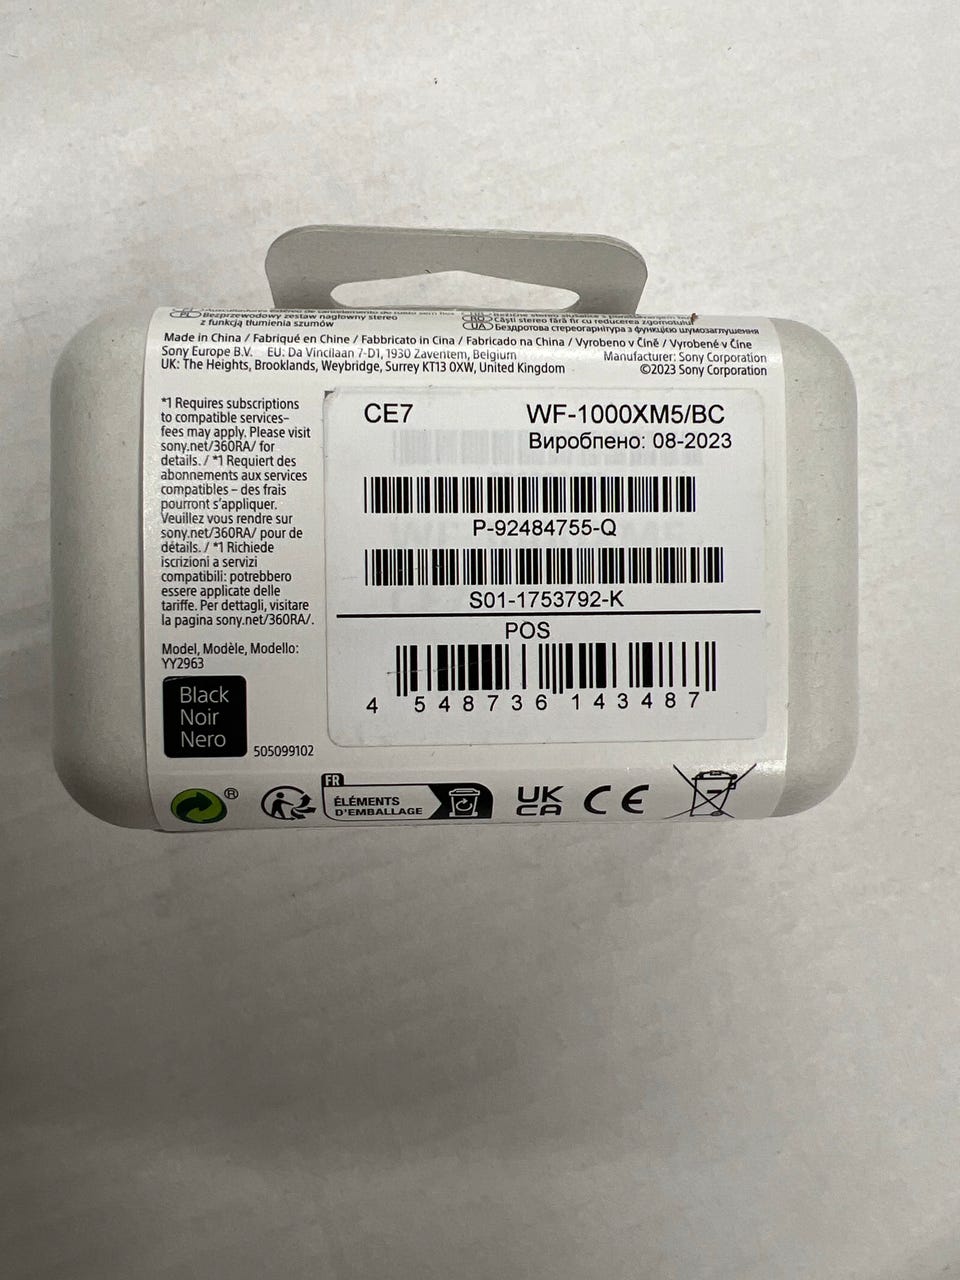 Bezprzewodowy zestaw nagłowny stereo
z funkcją tłumienia szumów
RO Căști stereo fără fir cu reducerea zgomotului
UA Бездротова стереогарнітура з функцією шумозаглушення
Made in China / Fabriqué en Chine / Fabbricato in Cina / Fabricado na China / Vyrobeno v Číně / Vyrobené v Číne
Sony Europe B.V. EU: Da Vincilaan 7-D1, 1930 Zaventem, Belgium
Manufacturer: Sony Corporation
UK: The Heights, Brooklands, Weybridge, Surrey KT13 0XW, United Kingdom
©2023 Sony Corporation
*1 Requires subscriptions
to compatible services–
fees may apply. Please visit
sony.net/360RA/ for
details. / *1 Requiert des
abonnements aux services
compatibles – des frais
pourront s'appliquer.
Veuillez vous rendre sur
sony.net/360RA/ pour de
détails. / *1 Richiede
iscrizioni a servizi
compatibili: potrebbero
essere applicate delle
tariffe. Per dettagli, visitare
la pagina sony.net/360RA/.
Model, Modèle, Modello:
YY2963
Black
Noir
Nero
505099102
CE7 WF-1000XM5/BC
Вироблено: 08-2023
P-92484755-Q
S01-1753792-K
POS
4 548736 143487
®
FR
ÉLÉMENTS
D'EMBALLAGE
UK
CA
CE